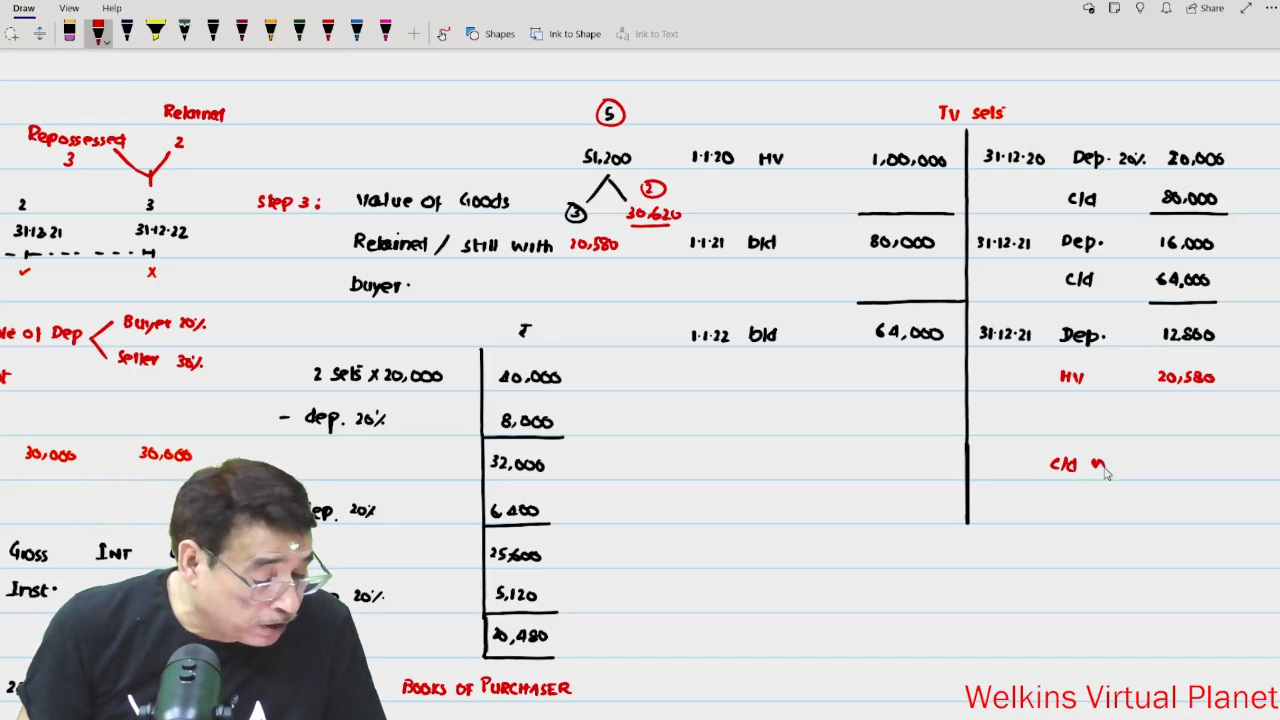 Draw View Help
Share
Shapes
Ink to Shape
Ink to Text
Retained
Repossessed 2
3
2 3
31.12.21 31.12.22
Dep
Buyer 20%
Seller 30%
30,000 30,000
Gross INT
Inst.
5
51,200
3 2
30,620
20,580
Step 3: Value of Goods
Retained / Still with
buyer.
₹
2 sets x 20,000 40,000
- dep. 20% 8,000
32,000
ep. 20% 6,400
25,600
20% 5,120
20,480
BOOKS OF PURCHASER
TV sets
1.1.20 HV 1,00,000 31.12.20 Dep. 20% 20,000
c/d 80,000
1.1.21 b/d 80,000 31.12.21 Dep. 16,000
c/d 64,000
1.1.22 b/d 64,000 31.12.21 Dep. 12,800
HV 20,580
c/d
Welkins Virtual Planet